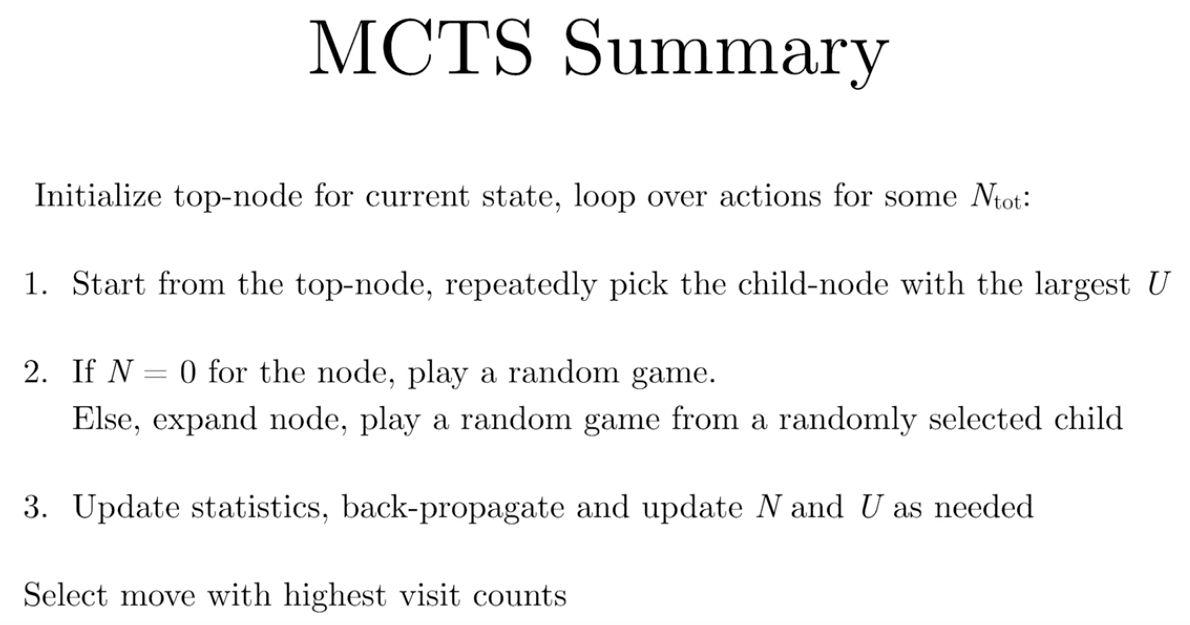 MCTS Summary
Initialize top-node for current state, loop over actions for some N_tot:
1. Start from the top-node, repeatedly pick the child-node with the largest U
2. If N = 0 for the node, play a random game.
Else, expand node, play a random game from a randomly selected child
3. Update statistics, back-propagate and update N and U as needed
Select move with highest visit counts